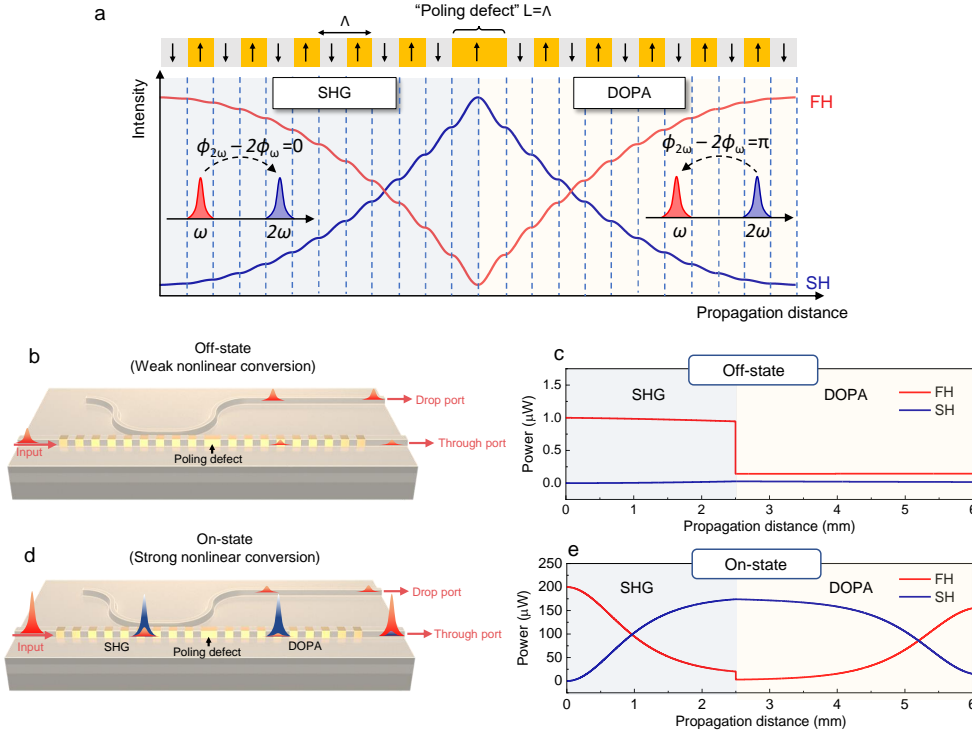 a
"Poling defect" L=Λ
Λ
↓ ↑ ↓ ↑ ↓ ↑ ↓ ↑ ↓ ↑ ↓ ↑ ↓ ↑ ↓ ↑ ↓ ↑ ↓ ↑ ↓ ↑ ↓
Intensity
SHG
DOPA
FH
ϕ2ω − 2ϕω =0
ϕ2ω − 2ϕω =π
ω
2ω
ω
2ω
SH
Propagation distance
b
Off-state
(Weak nonlinear conversion)
Drop port
Input
Through port
Poling defect
c
Off-state
SHG
DOPA
FH
SH
Power (μW)
1.5
1.0
0.5
0.0
0 1 2 3 4 5 6
Propagation distance (mm)
d
On-state
(Strong nonlinear conversion)
Drop port
Input
SHG
Poling defect
DOPA
Through port
e
On-state
SHG
DOPA
FH
SH
Power (μW)
250
200
150
100
50
0
0 1 2 3 4 5 6
Propagation distance (mm)